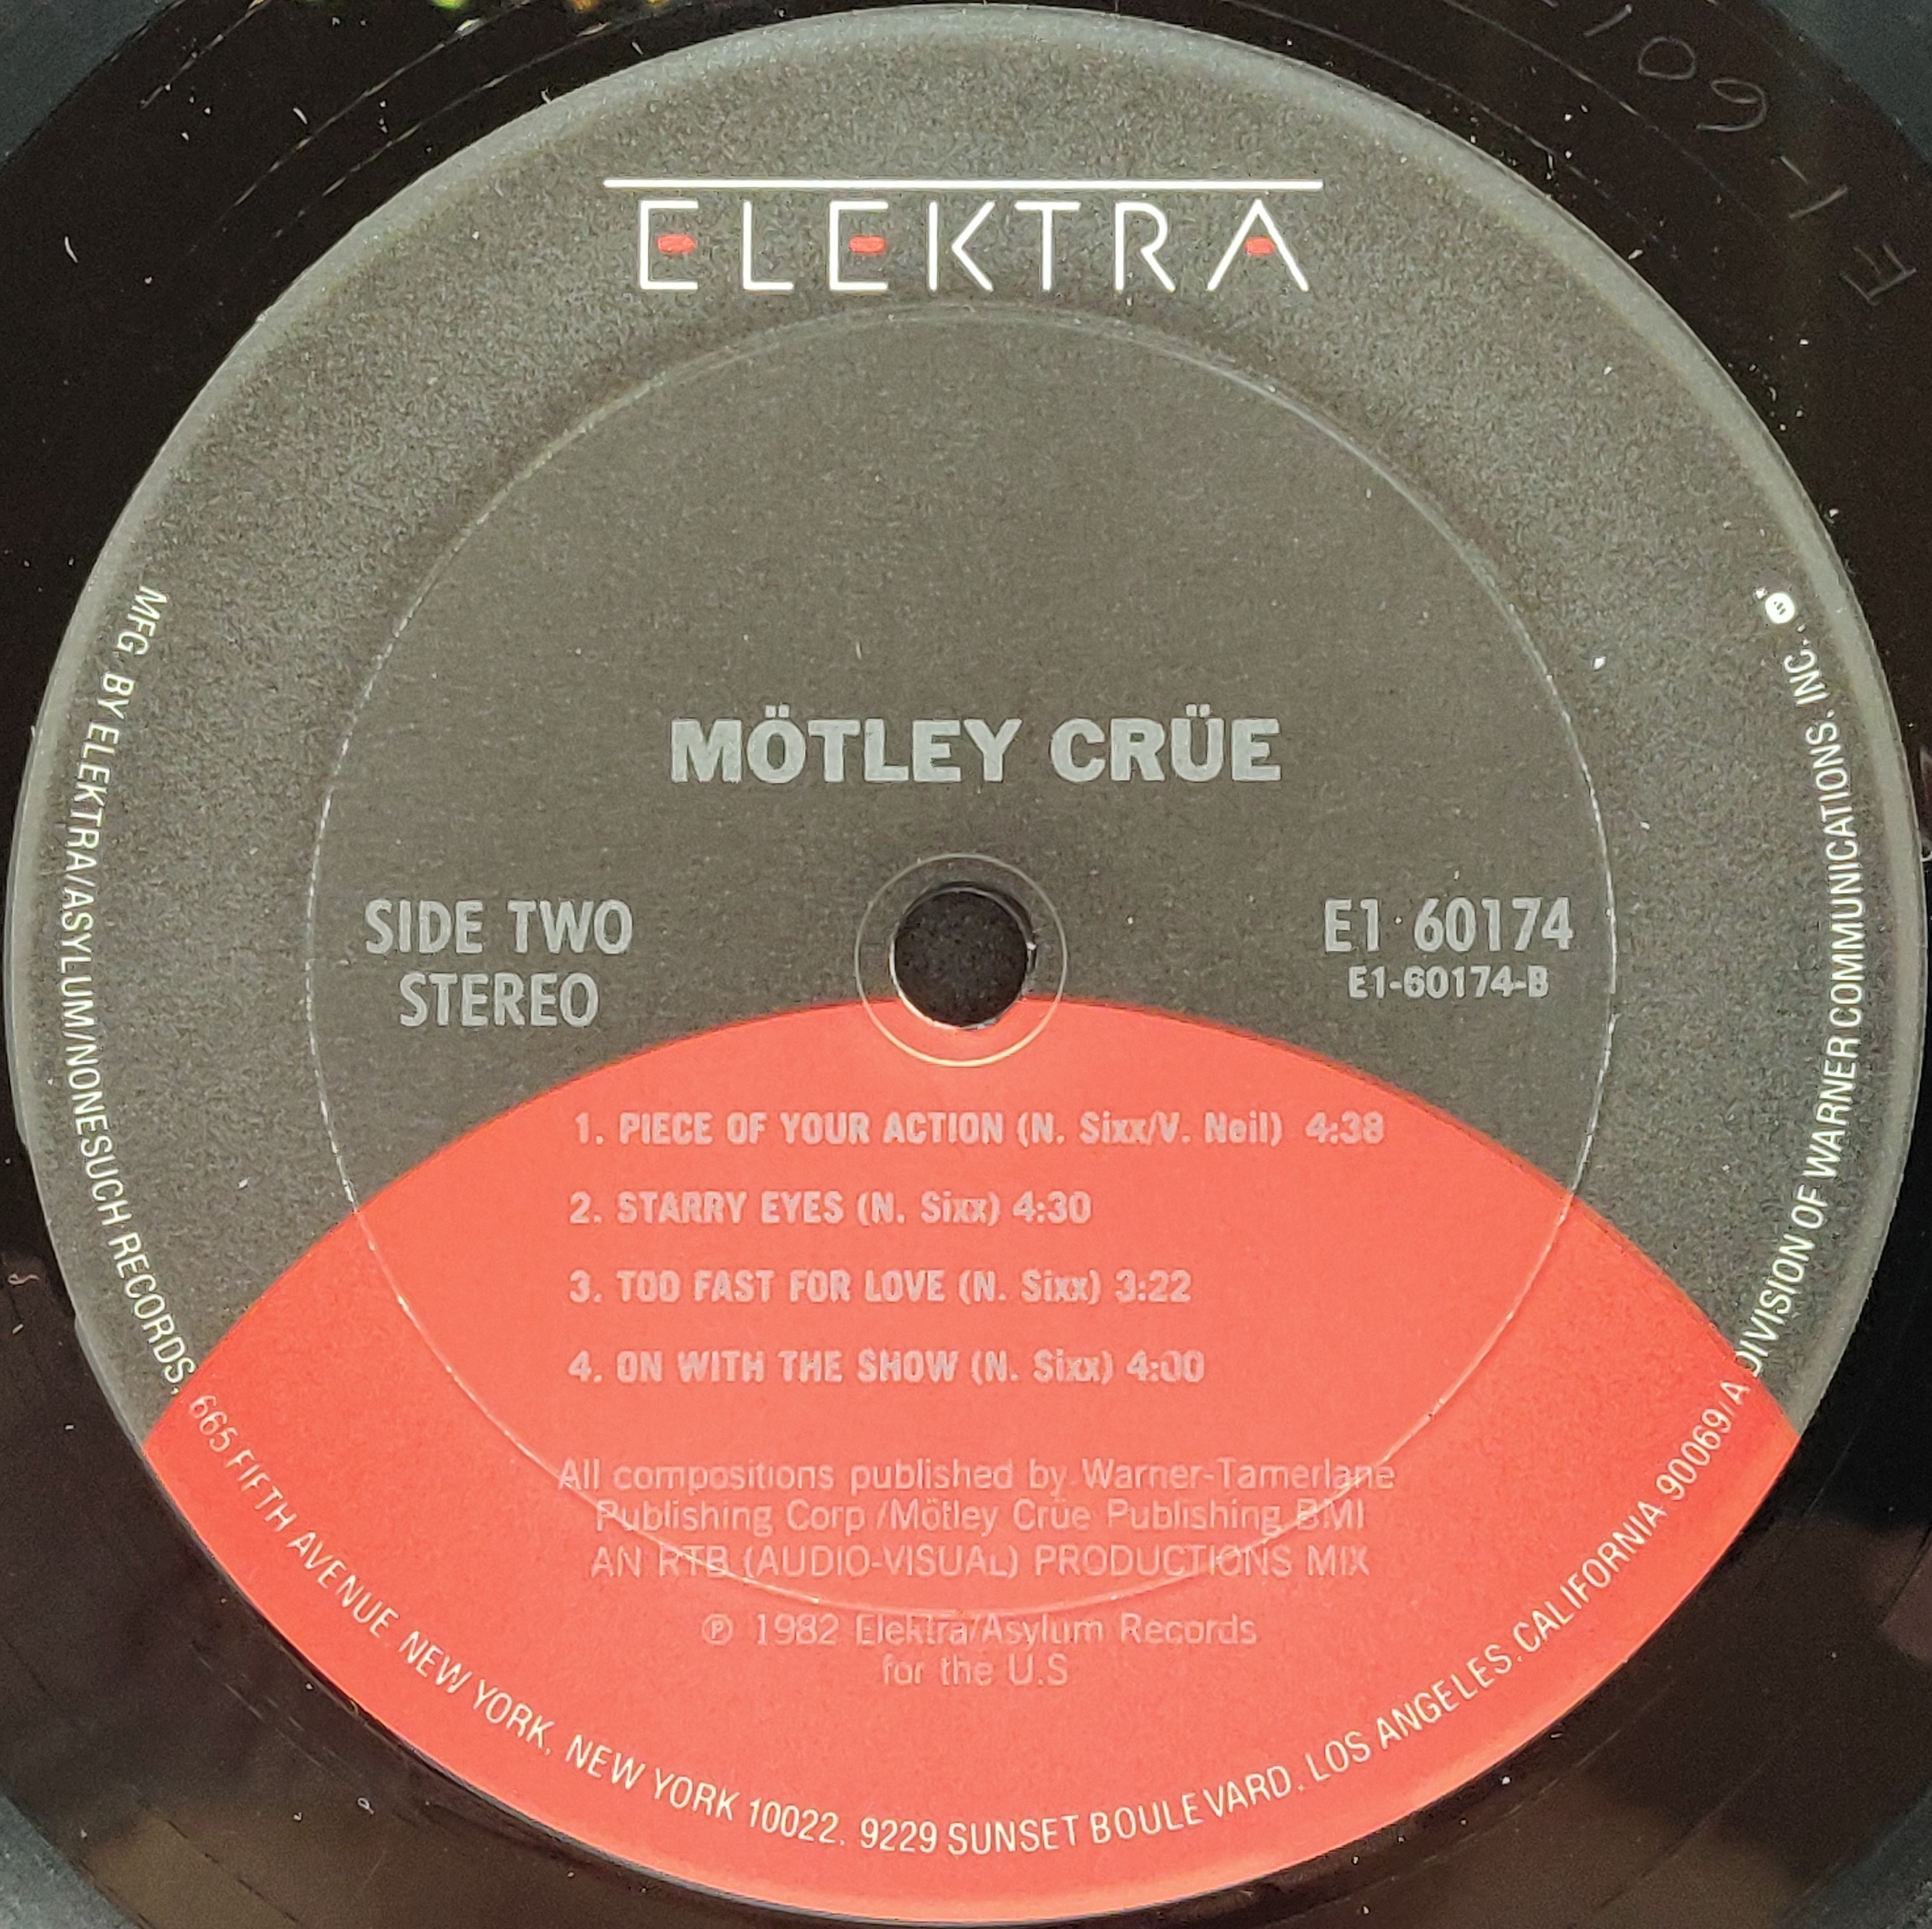 ELEKTRA
MÖTLEY CRÜE
SIDE TWO
STEREO
E1·60174
E1-60174-B
1. PIECE OF YOUR ACTION (N. Sixx/V. Neil) 4:38
2. STARRY EYES (N. Sixx) 4:30
3. TOO FAST FOR LOVE (N. Sixx) 3:22
4. ON WITH THE SHOW (N. Sixx) 4:00
All compositions published by Warner-Tamerlane
Publishing Corp /Mötley Crüe Publishing BMI
AN RTB (AUDIO-VISUAL) PRODUCTIONS MIX
℗ 1982 Elektra/Asylum Records
for the U.S
MFG. BY ELEKTRA/ASYLUM/NONESUCH RECORDS, 665 FIFTH AVENUE, NEW YORK, NEW YORK 10022. 9229 SUNSET BOULEVARD, LOS ANGELES, CALIFORNIA 90069/A DIVISION OF WARNER COMMUNICATIONS, INC.